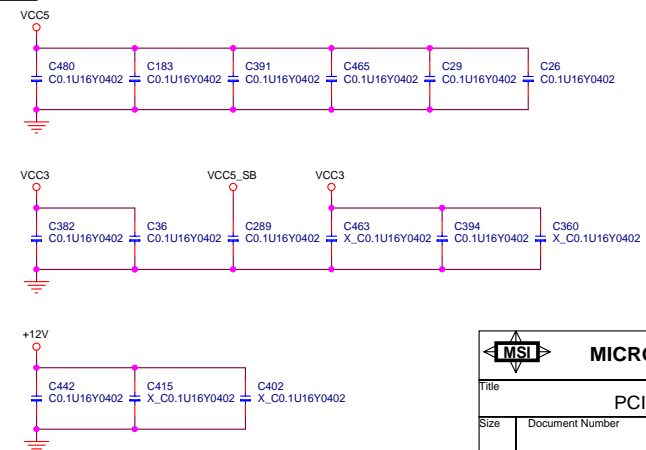 VCC5
C480 C183 C391 C465 C29 C26
C0.1U16Y0402 C0.1U16Y0402 C0.1U16Y0402 C0.1U16Y0402 C0.1U16Y0402 C0.1U16Y0402
VCC3 VCC5_SB VCC3
C382 C36 C289 C463 C394 C360
C0.1U16Y0402 C0.1U16Y0402 C0.1U16Y0402 X_C0.1U16Y0402 C0.1U16Y0402 X_C0.1U16Y0402
+12V
C442 C415 C402
C0.1U16Y0402 X_C0.1U16Y0402 X_C0.1U16Y0402
MSI MICRO
Title
PCI
Size Document Number